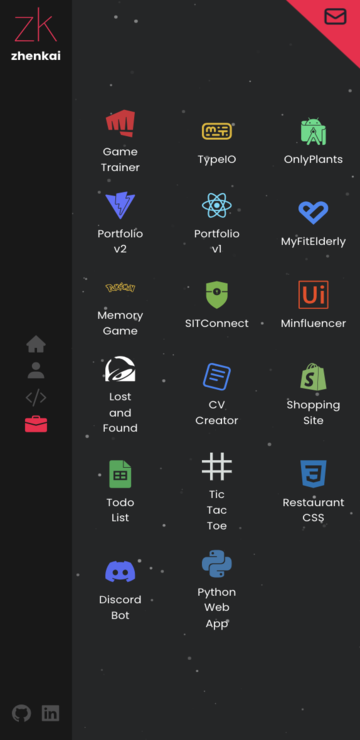 zk
zhenkai
Game
Trainer
TypeIO
OnlyPlants
Portfolio
v2
Portfolio
v1
MyFitElderly
Pokémon
Memory
Game
SITConnect
Ui
Minfluencer
Lost
and
Found
CV
Creator
Shopping
Site
Todo
List
Tic
Tac
Toe
Restaurant
CSS
Discord
Bot
Python
Web
App